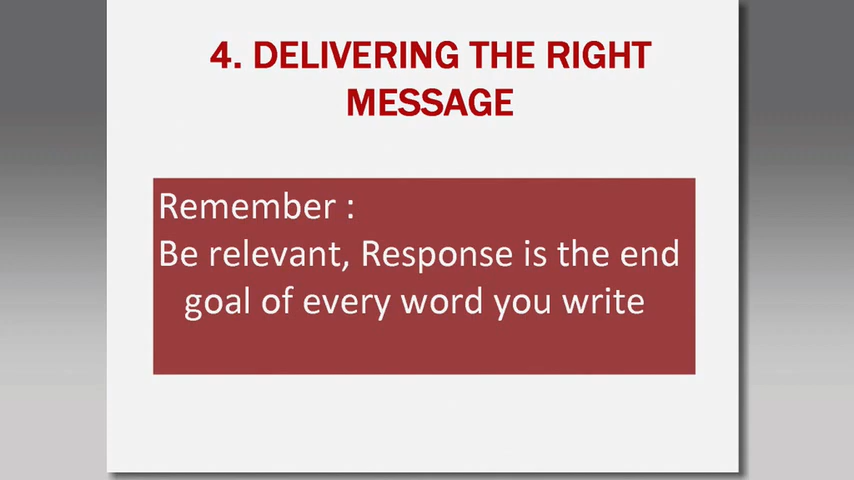 4. DELIVERING THE RIGHT
MESSAGE
Remember :
Be relevant, Response is the end
goal of every word you write